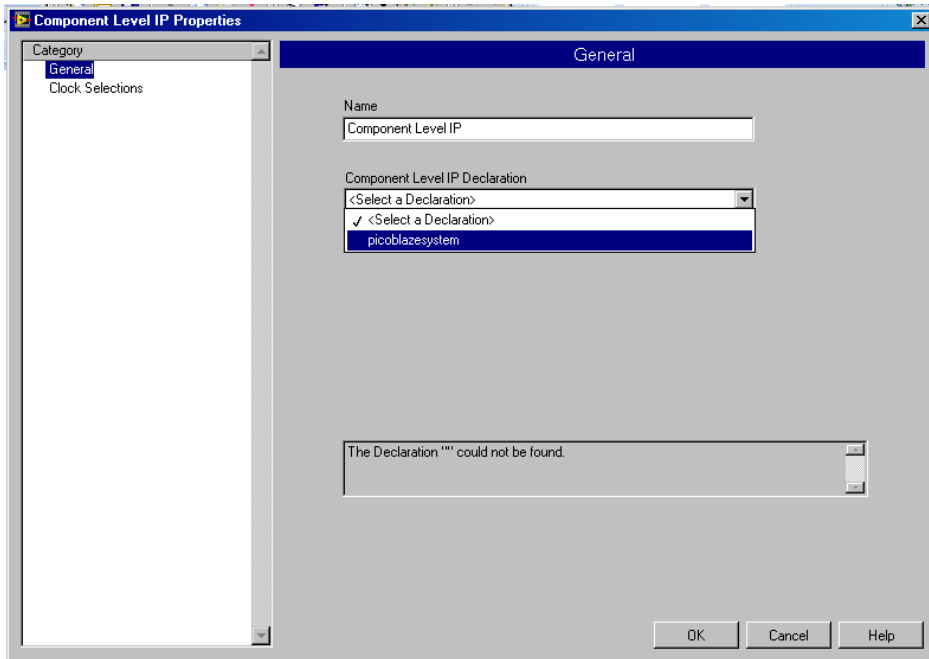 Component Level IP Properties
Category
General
Clock Selections
General
Name
Component Level IP
Component Level IP Declaration
<Select a Declaration>
✓ <Select a Declaration>
picoblazesystem
The Declaration "" could not be found.
OK
Cancel
Help